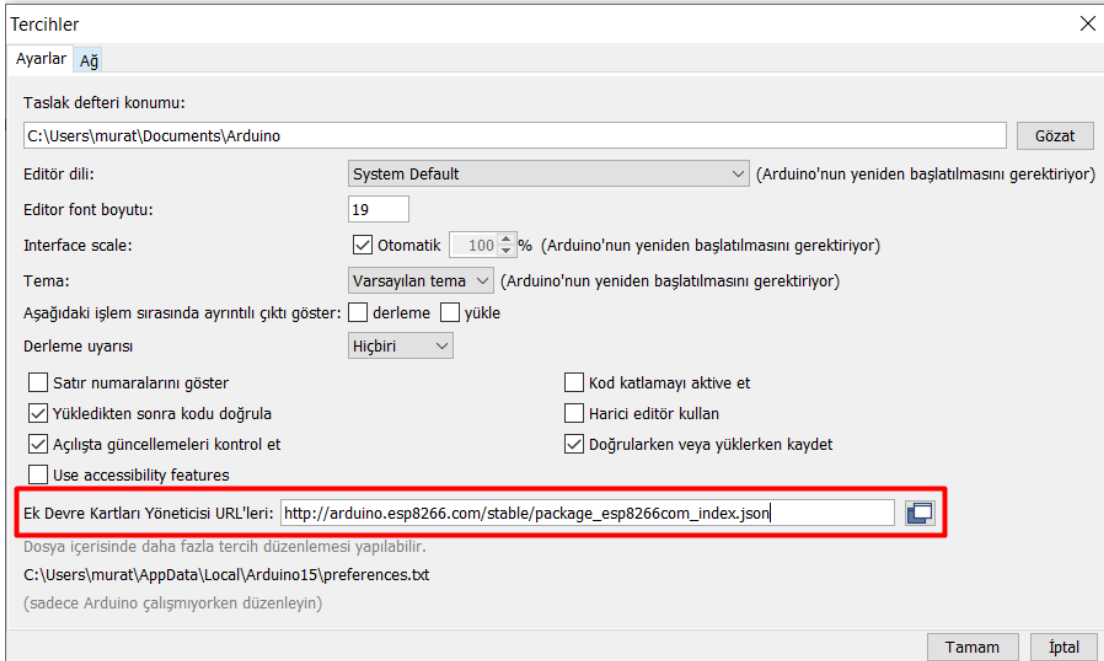 Tercihler
Ayarlar Ağ
Taslak defteri konumu:
C:\Users\murat\Documents\Arduino Gözat
Editör dili: System Default (Arduino'nun yeniden başlatılmasını gerektiriyor)
Editor font boyutu: 19
Interface scale: Otomatik 100 % (Arduino'nun yeniden başlatılmasını gerektiriyor)
Tema: Varsayılan tema (Arduino'nun yeniden başlatılmasını gerektiriyor)
Aşağıdaki işlem sırasında ayrıntılı çıktı göster: derleme yükle
Derleme uyarısı Hiçbiri
Satır numaralarını göster Kod katlamayı aktive et
Yükledikten sonra kodu doğrula Harici editör kullan
Açılışta güncellemeleri kontrol et Doğrularken veya yüklerken kaydet
Use accessibility features
Ek Devre Kartları Yöneticisi URL'leri: http://arduino.esp8266.com/stable/package_esp8266com_index.json
Dosya içerisinde daha fazla tercih düzenlemesi yapılabilir.
C:\Users\murat\AppData\Local\Arduino15\preferences.txt
(sadece Arduino çalışmıyorken düzenleyin)
Tamam İptal